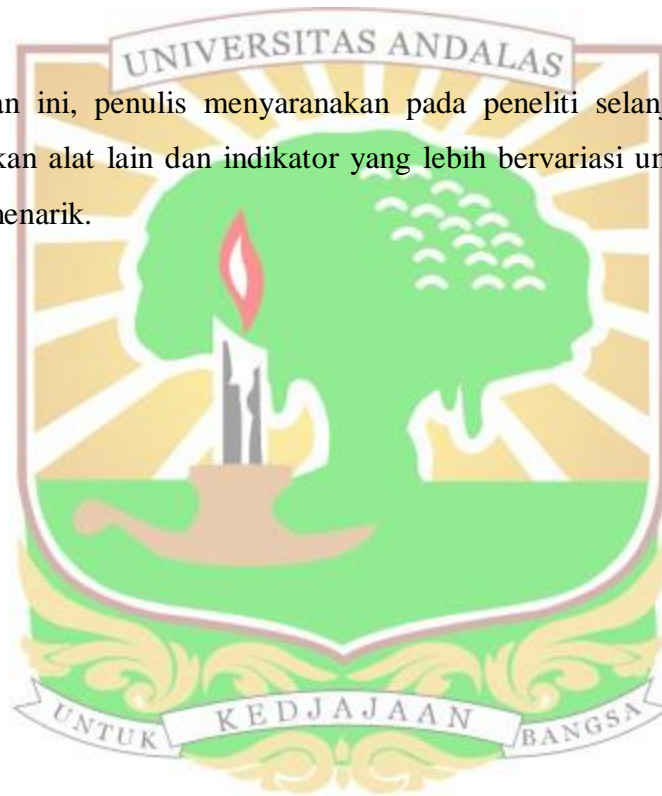 UNIVERSITAS ANDALAS
an ini, penulis menyaranakan pada peneliti selanj
kan alat lain dan indikator yang lebih bervariasi un
menarik.
UNTUK KEDJAJAAN BANGSA